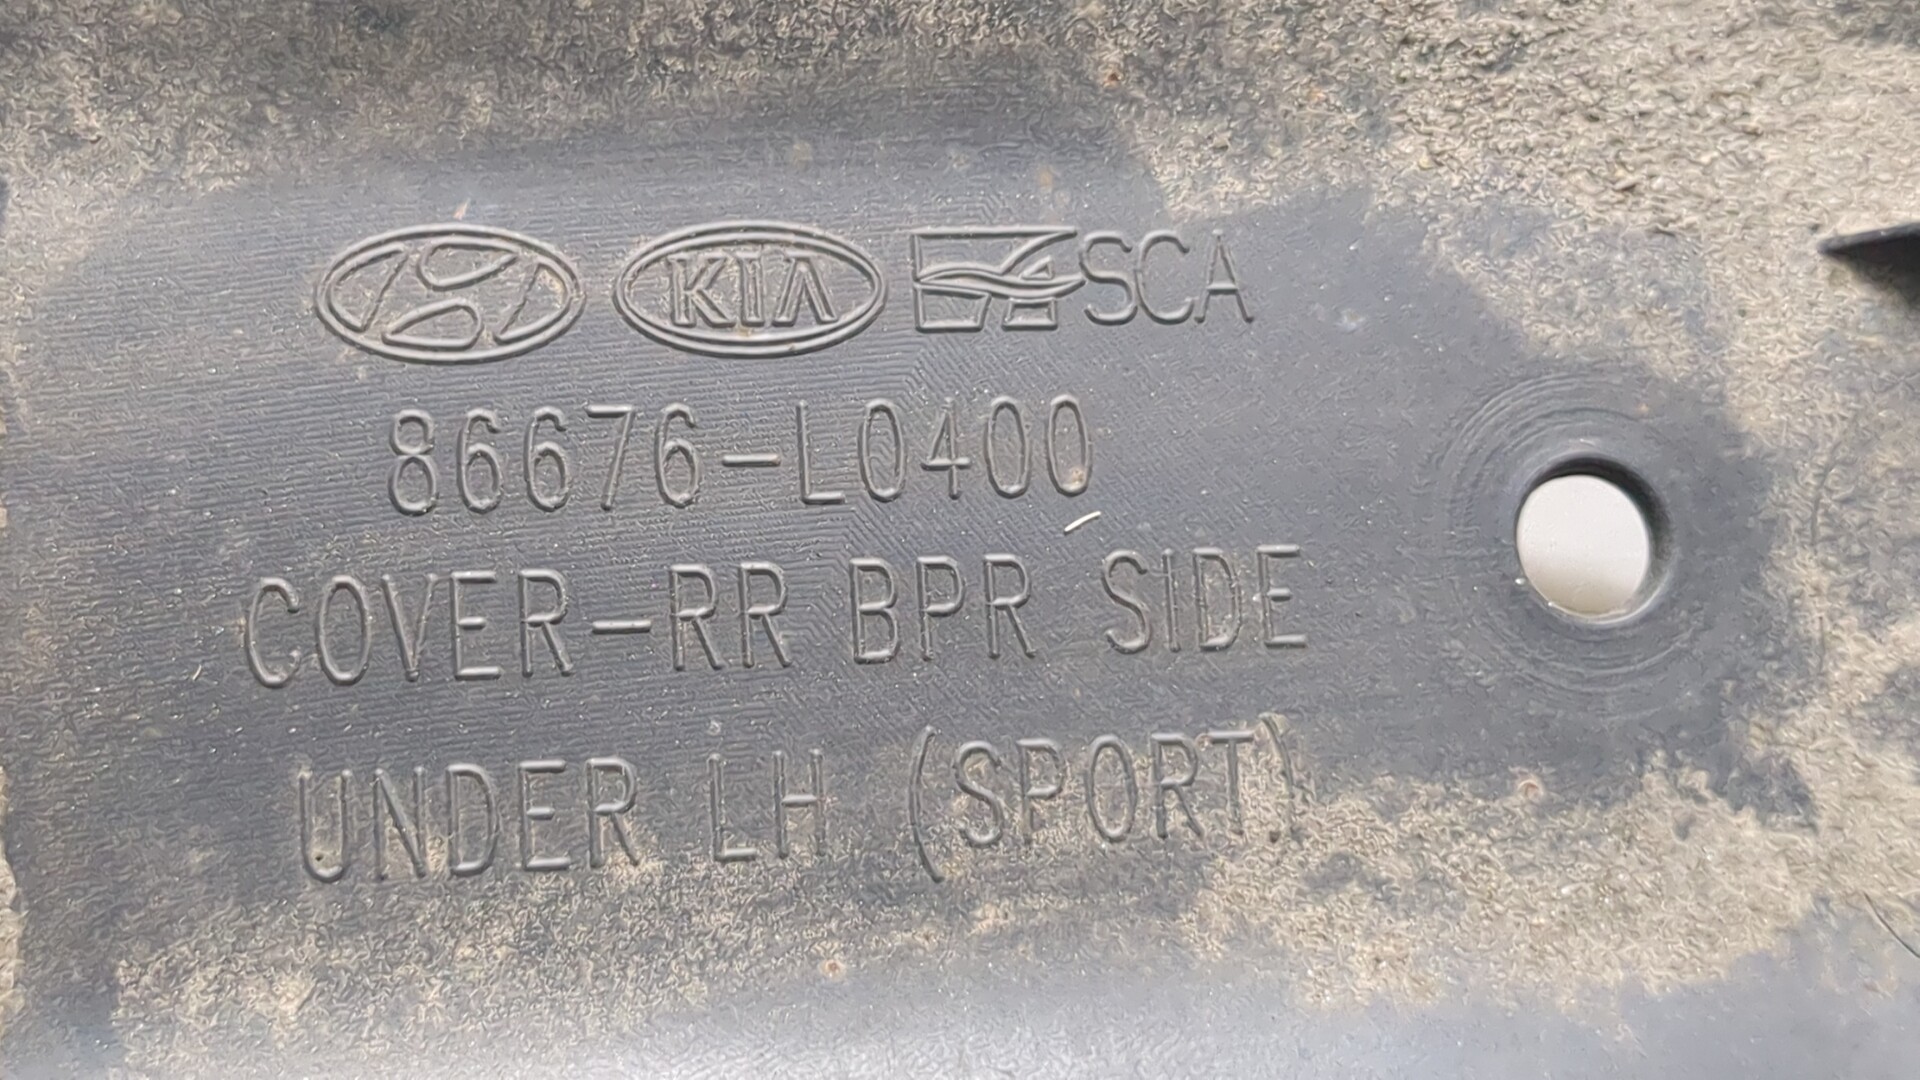 KIA SCA
86676-L0400
COVER-RR BPR SIDE
UNDER LH (SPORT)